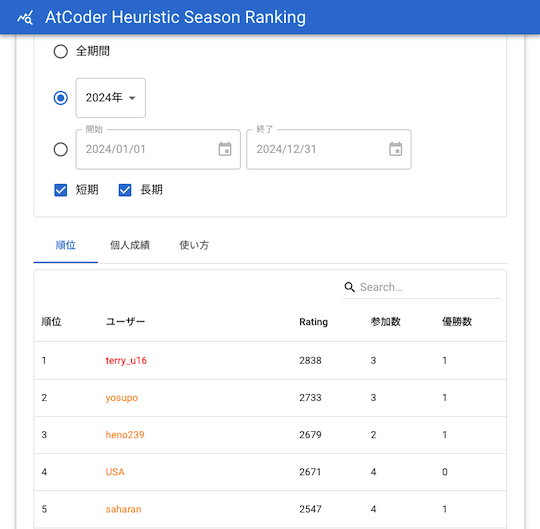 AtCoder Heuristic Season Ranking
全期間
2024年
開始 終了
2024/01/01 2024/12/31
短期 長期
順位 個人成績 使い方
Search…
順位 ユーザー Rating 参加数 優勝数
1 terry_u16 2838 3 1
2 yosupo 2733 3 1
3 heno239 2679 2 1
4 USA 2671 4 0
5 saharan 2547 4 1